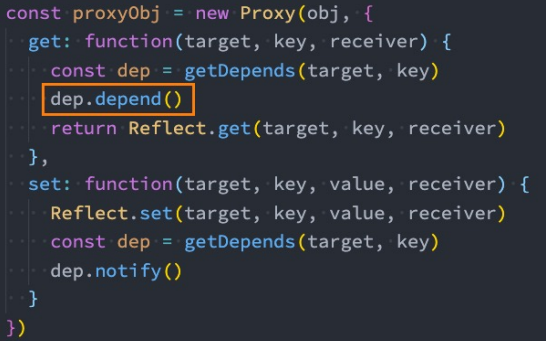 const proxyObj = new Proxy(obj, {
  get: function(target, key, receiver) {
    const dep = getDepends(target, key)
    dep.depend()
    return Reflect.get(target, key, receiver)
  },
  set: function(target, key, value, receiver) {
    Reflect.set(target, key, value, receiver)
    const dep = getDepends(target, key)
    dep.notify()
  }
})